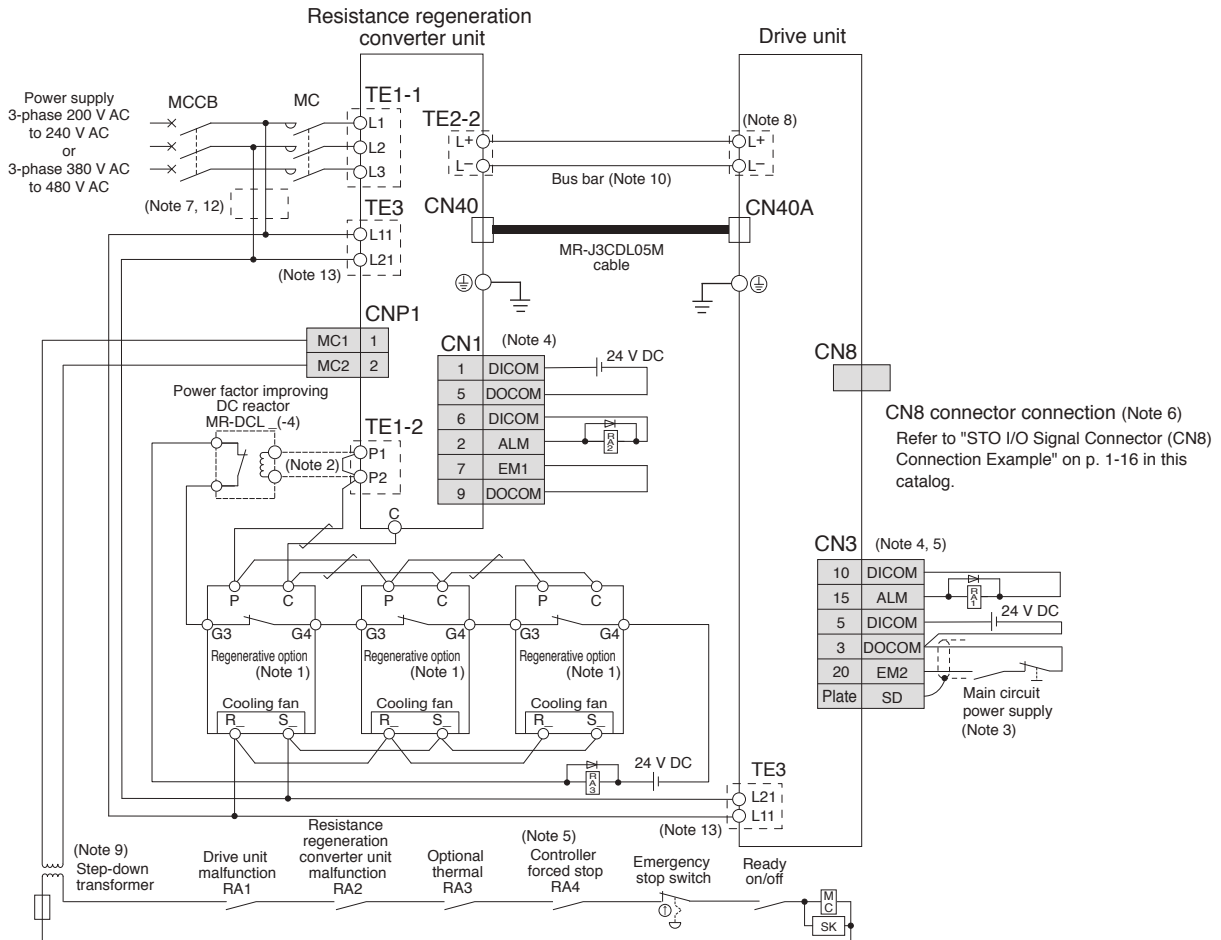 Resistance regeneration
converter unit
Drive unit
Power supply
3-phase 200 V AC
to 240 V AC
or
3-phase 380 V AC
to 480 V AC
MCCB
MC
TE1-1
L1
L2
L3
TE2-2
L+
L−
(Note 8)
L+
L−
Bus bar (Note 10)
(Note 7, 12)
TE3
L11
L21
(Note 13)
CN40
CN40A
MR-J3CDL05M
cable
CNP1
MC1 1
MC2 2
CN1 (Note 4)
1 DICOM
5 DOCOM
6 DICOM
2 ALM
7 EM1
9 DOCOM
24 V DC
RA2
CN8
CN8 connector connection (Note 6)
Refer to "STO I/O Signal Connector (CN8)
Connection Example" on p. 1-16 in this
catalog.
Power factor improving
DC reactor
MR-DCL_(-4)
(Note 2)
TE1-2
P1
P2
C
CN3 (Note 4, 5)
10 DICOM
15 ALM
5 DICOM
3 DOCOM
20 EM2
Plate SD
RA1
24 V DC
Main circuit
power supply
(Note 3)
P C P C P C
G3 G4 G3 G4 G3 G4
Regenerative option
(Note 1)
Regenerative option
(Note 1)
Regenerative option
(Note 1)
Cooling fan
R_ S_
Cooling fan
R_ S_
Cooling fan
R_ S_
RA3
24 V DC
TE3
L21
L11
(Note 13)
(Note 9)
Step-down
transformer
Drive unit
malfunction
RA1
Resistance
regeneration
converter unit
malfunction
RA2
Optional
thermal
RA3
(Note 5)
Controller
forced stop
RA4
Emergency
stop switch
Ready
on/off
MC
SK